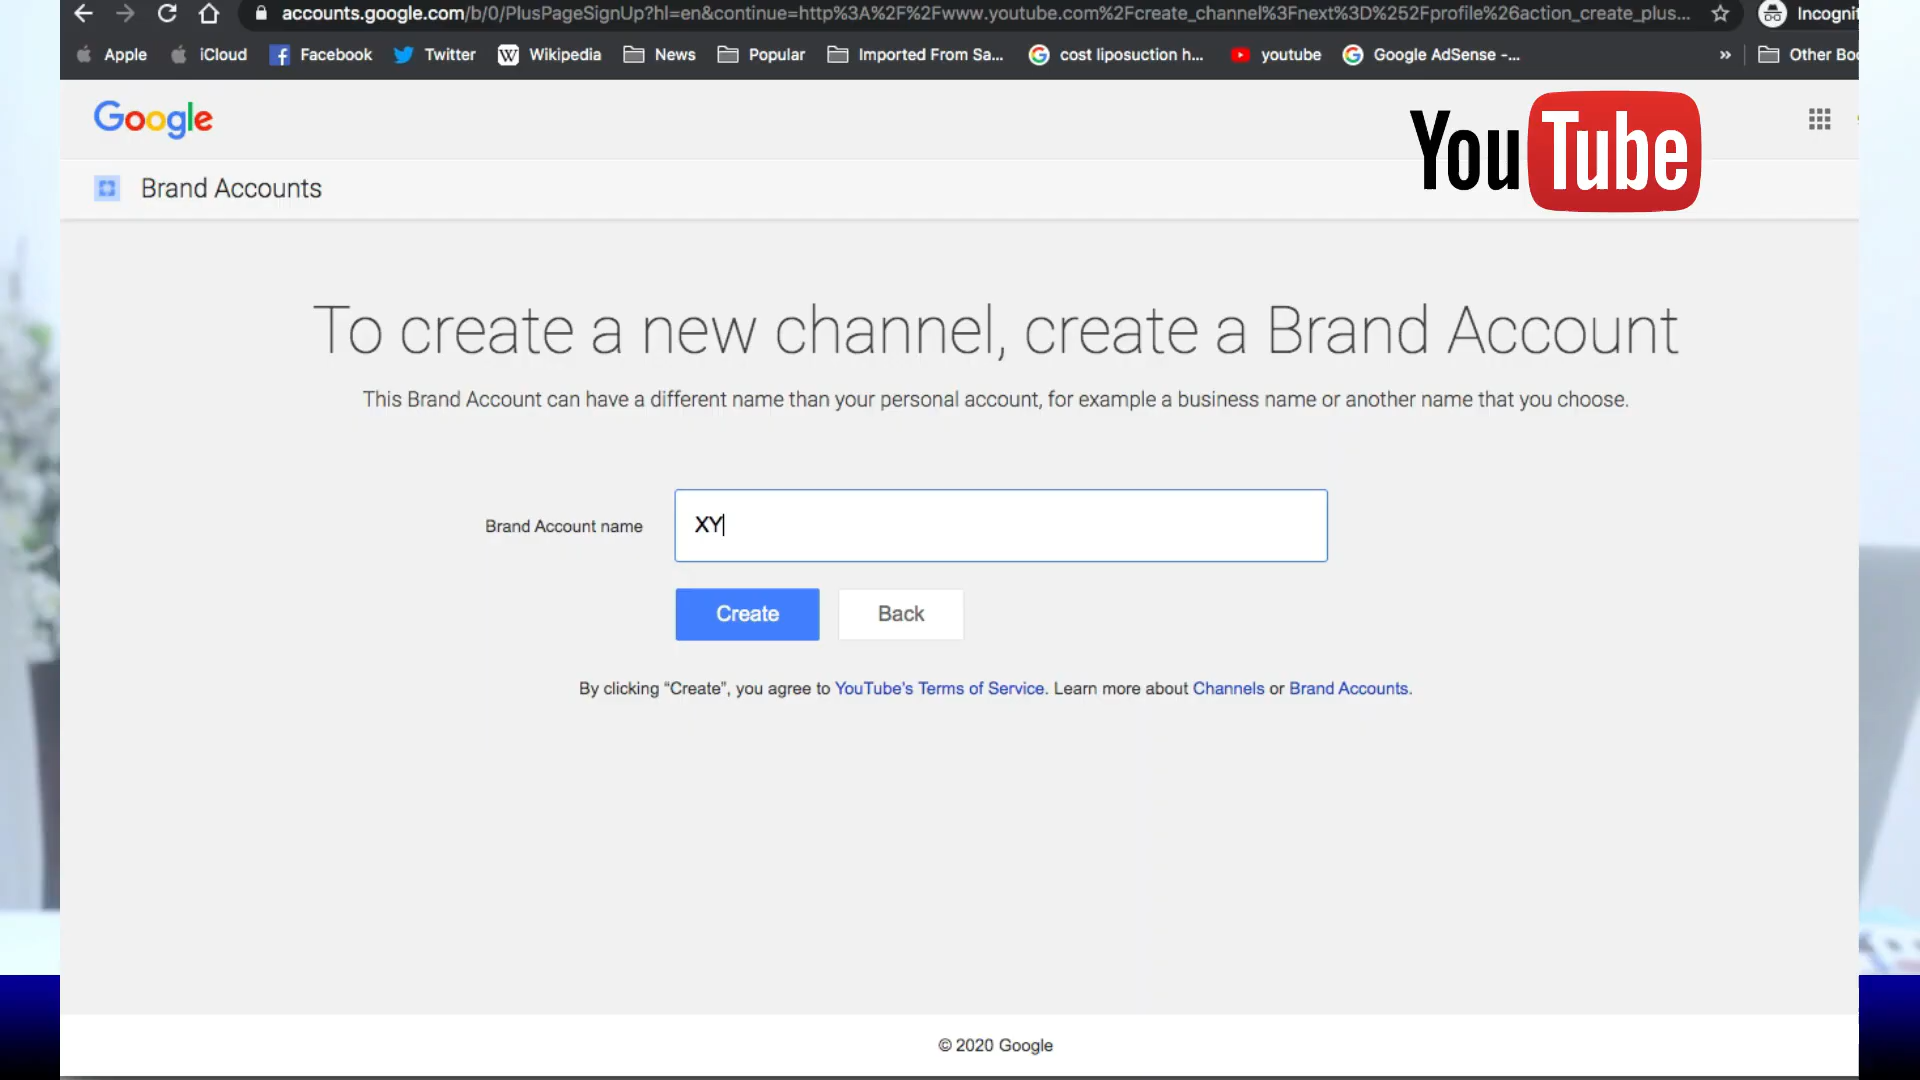 accounts.google.com/b/0/PlusPageSignUp?hl=en&continue=http%3A%2F%2Fwww.youtube.com%2Fcreate_channel%3Fnext%3D%252Fprofile%26action_create_plus...
Incognit
Apple iCloud Facebook Twitter Wikipedia News Popular Imported From Sa... cost liposuction h... youtube Google AdSense -... » Other Boo
Google
YouTube
Brand Accounts
To create a new channel, create a Brand Account
This Brand Account can have a different name than your personal account, for example a business name or another name that you choose.
Brand Account name XY
Create Back
By clicking “Create”, you agree to YouTube's Terms of Service. Learn more about Channels or Brand Accounts.
© 2020 Google